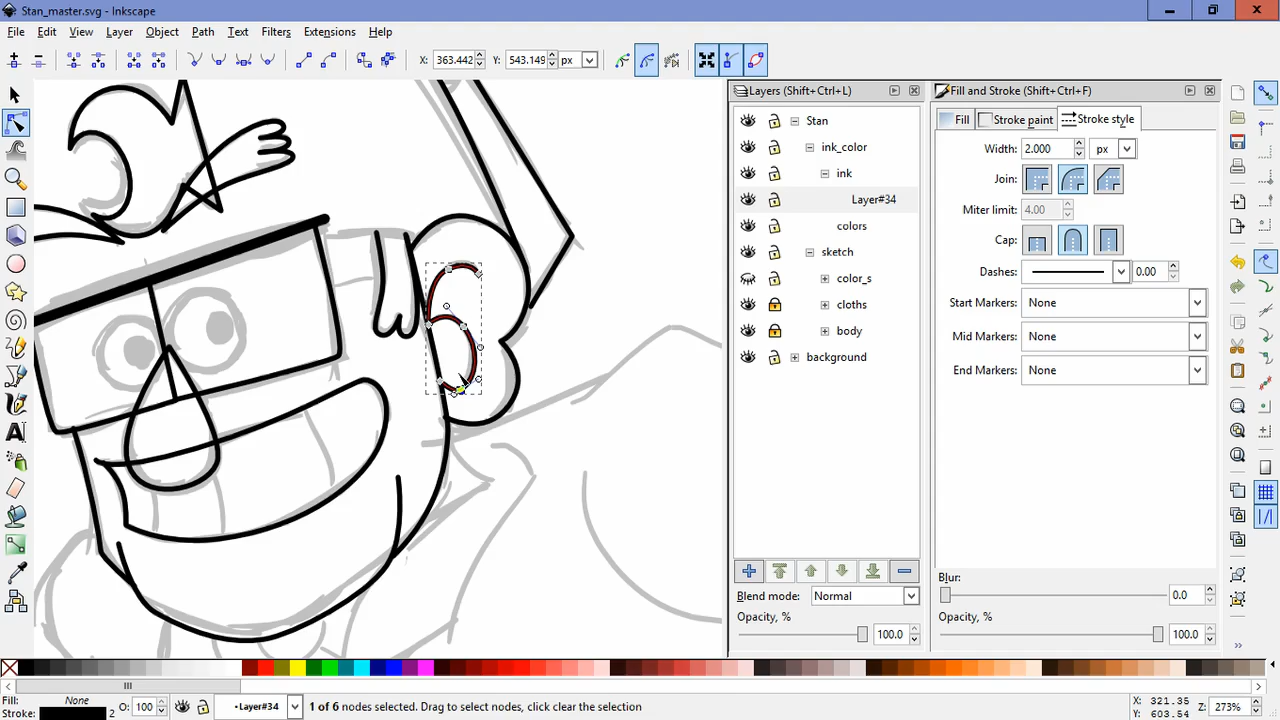 Stan_master.svg - Inkscape
File Edit View Layer Object Path Text Filters Extensions Help
X: 363.442 Y: 543.149 px
Layers (Shift+Ctrl+L)
Stan
ink_color
ink
Layer#34
colors
sketch
color_s
cloths
body
background
Blend mode: Normal
Opacity, % 100.0
Fill and Stroke (Shift+Ctrl+F)
Fill Stroke paint Stroke style
Width: 2.000 px
Join:
Miter limit: 4.00
Cap:
Dashes: 0.00
Start Markers: None
Mid Markers: None
End Markers: None
Blur:
0.0
Opacity, %
100.0
Fill: None
Stroke: 2
O: 100
•Layer#34
1 of 6 nodes selected. Drag to select nodes, click clear the selection
X: 321.35
Y: 603.54
Z: 273%